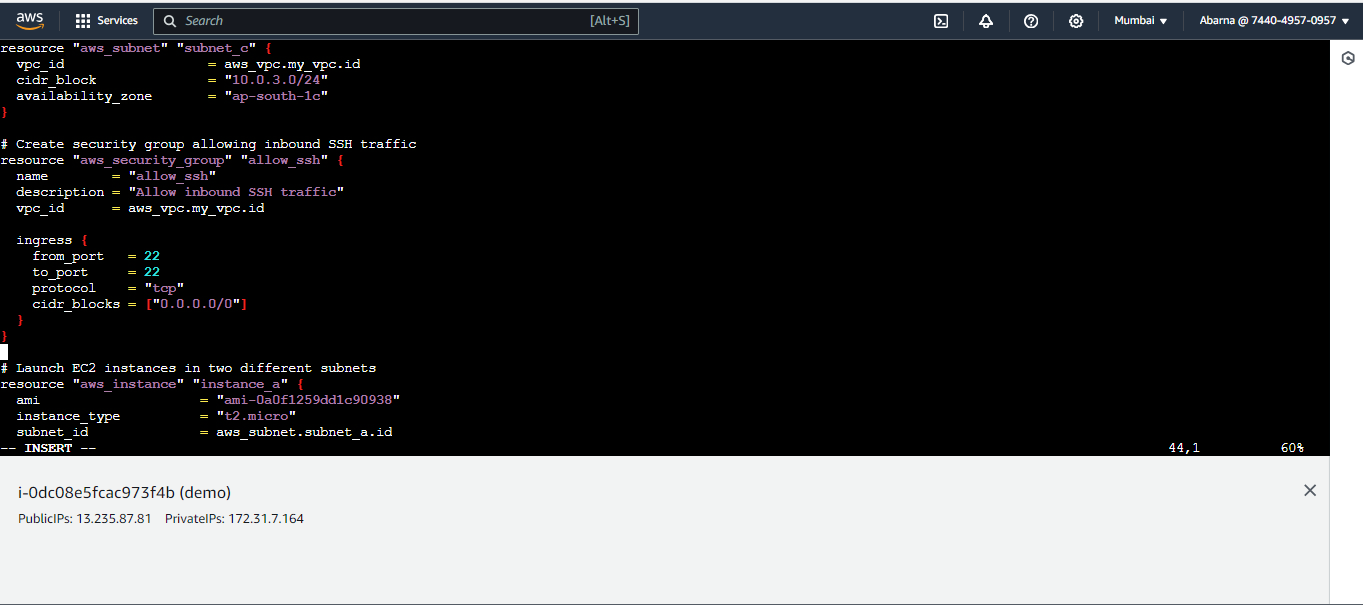 aws Services Search [Alt+S] Mumbai Abarna @ 7440-4957-0957
resource "aws_subnet" "subnet_c" {
  vpc_id                  = aws_vpc.my_vpc.id
  cidr_block              = "10.0.3.0/24"
  availability_zone       = "ap-south-1c"
}

# Create security group allowing inbound SSH traffic
resource "aws_security_group" "allow_ssh" {
  name        = "allow_ssh"
  description = "Allow inbound SSH traffic"
  vpc_id      = aws_vpc.my_vpc.id

  ingress {
    from_port   = 22
    to_port     = 22
    protocol    = "tcp"
    cidr_blocks = ["0.0.0.0/0"]
  }
}

# Launch EC2 instances in two different subnets
resource "aws_instance" "instance_a" {
  ami                    = "ami-0a0f1259dd1c90938"
  instance_type          = "t2.micro"
  subnet_id              = aws_subnet.subnet_a.id
-- INSERT -- 44,1 60%
i-0dc08e5fcac973f4b (demo)
PublicIPs: 13.235.87.81 PrivateIPs: 172.31.7.164